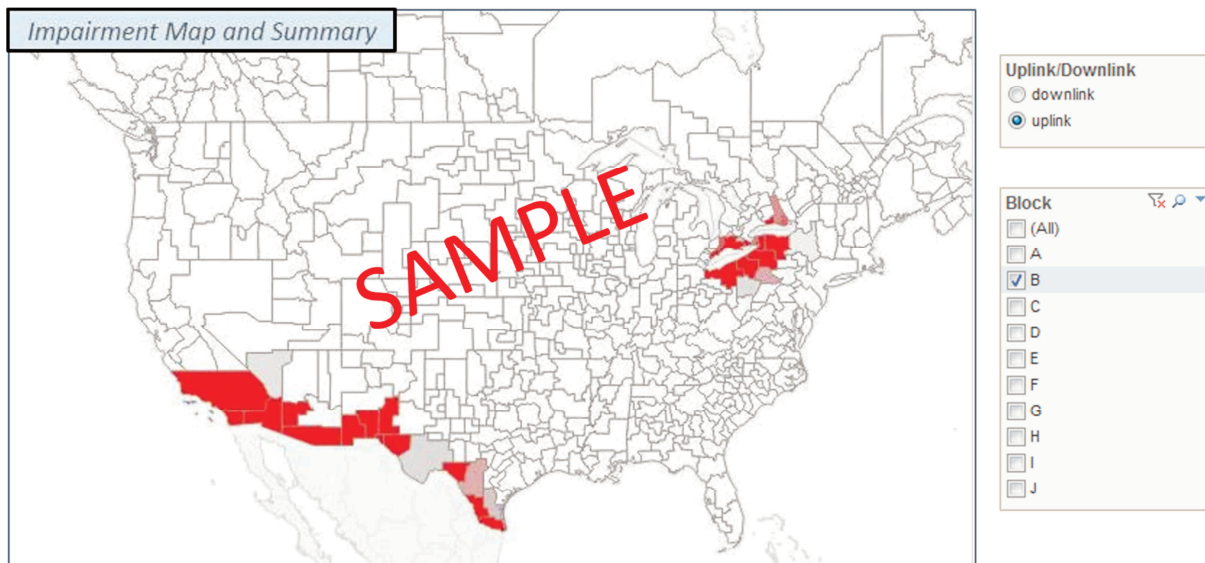 Impairment Map and Summary
SAMPLE
Uplink/Downlink
downlink
uplink
Block
(All)
A
B
C
D
E
F
G
H
I
J